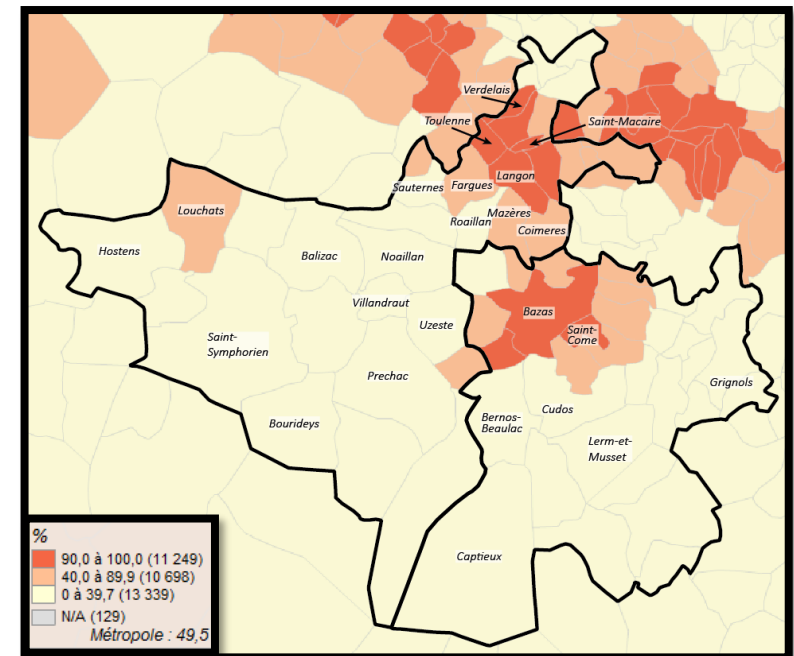 Verdelais
Toulenne
Saint-Macaire
Langon
Sauternes
Fargues
Louchats
Mazères
Roaillan
Coimeres
Hostens
Balizac
Noaillan
Villandraut
Bazas
Uzeste
Saint-
Come
Saint-
Symphorien
Prechac
Grignols
Cudos
Bernos-
Beaulac
Bourideys
Lerm-et-
Musset
Captieux
%
90,0 à 100,0 (11 249)
40,0 à 89,9 (10 698)
0 à 39,7 (13 339)
N/A (129)
Métropole : 49,5